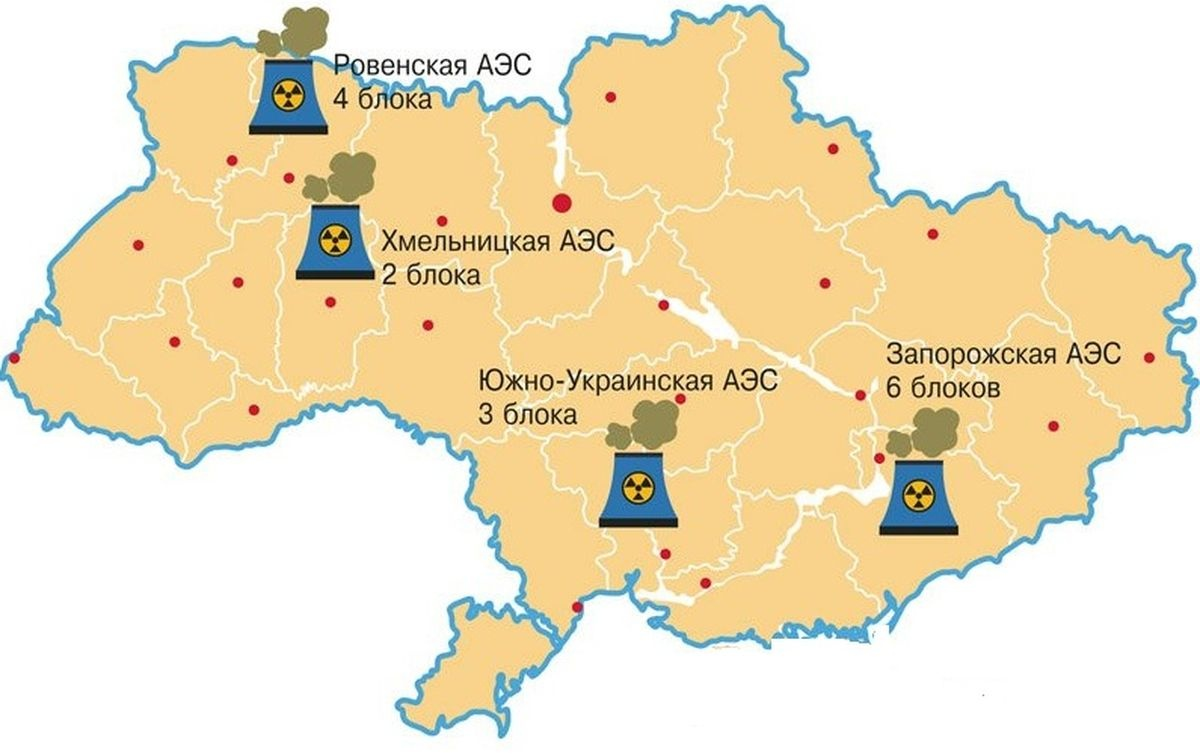 Ровенская АЭС
4 блока
Хмельницкая АЭС
2 блока
Южно-Украинская АЭС
3 блока
Запорожская АЭС
6 блоков